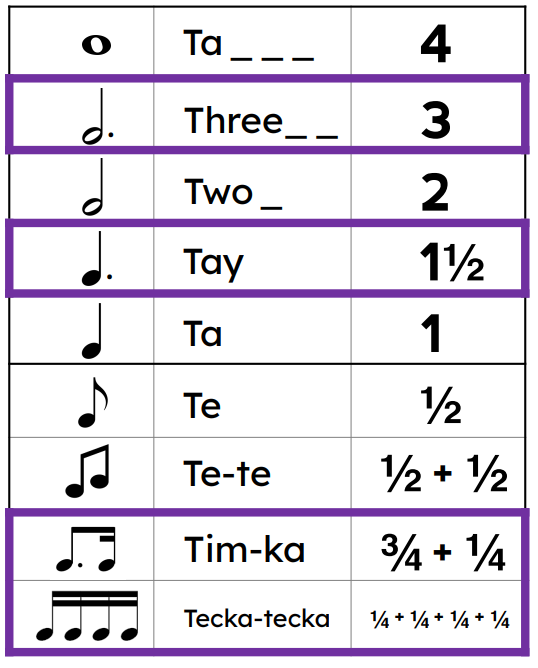 Ta _ _ _ 4
Three_ _ 3
Two _ 2
Tay 1½
Ta 1
Te ½
Te-te ½ + ½
Tim-ka ¾ + ¼
Tecka-tecka ¼ + ¼ + ¼ + ¼